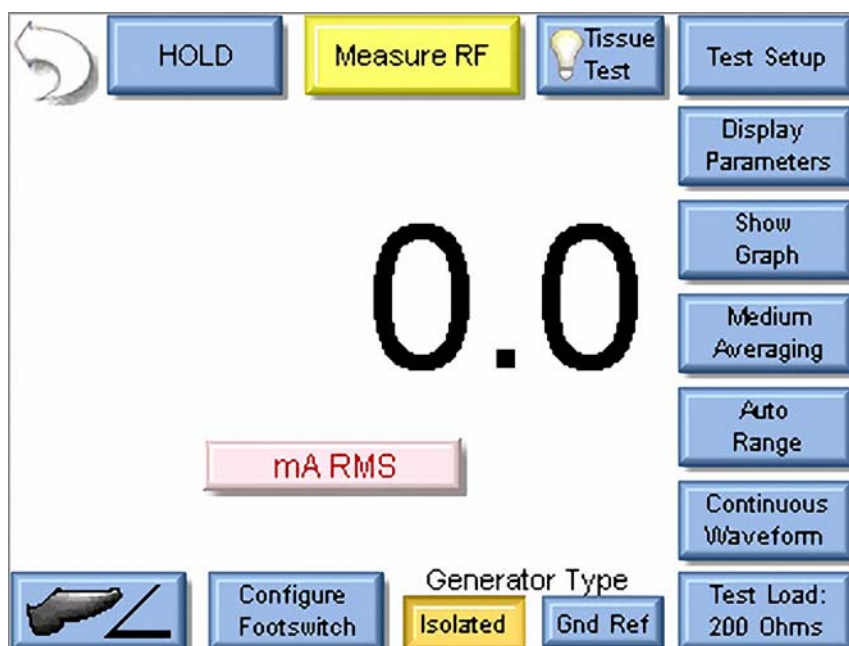 HOLD
Measure RF
Tissue
Test
Test Setup
Display
Parameters
Show
Graph
0.0
Medium
Averaging
Auto
Range
mA RMS
Continuous
Waveform
Configure
Footswitch
Generator Type
Isolated
Gnd Ref
Test Load:
200 Ohms